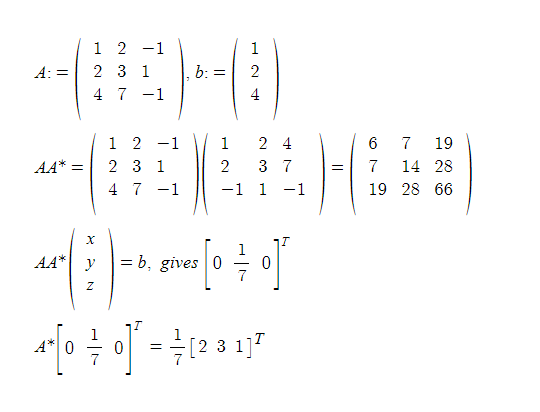 A: = ( 1 2 −1 ; 2 3 1 ; 4 7 −1 ), b: = ( 1 ; 2 ; 4 )
AA* = ( 1 2 −1 ; 2 3 1 ; 4 7 −1 ) ( 1 2 4 ; 2 3 7 ; −1 1 −1 ) = ( 6 7 19 ; 7 14 28 ; 19 28 66 )
AA* ( x ; y ; z ) = b, gives [ 0 1/7 0 ]^T
A* [ 0 1/7 0 ]^T = 1/7 [ 2 3 1 ]^T